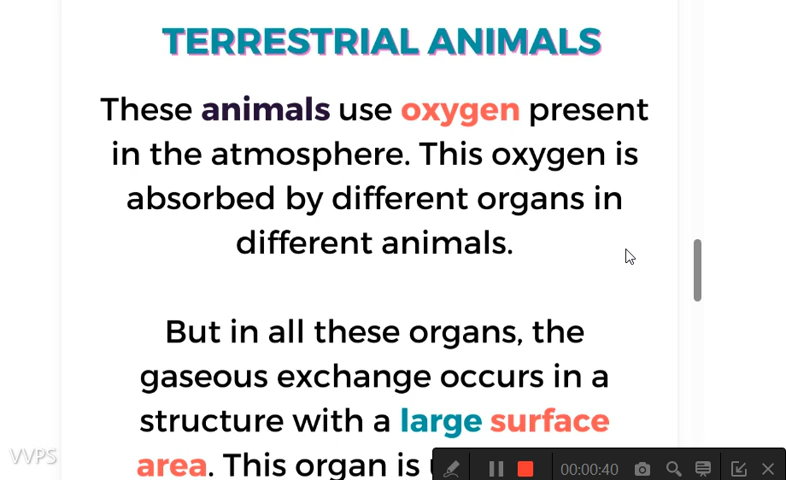 TERRESTRIAL ANIMALS
These animals use oxygen present
in the atmosphere. This oxygen is
absorbed by different organs in
different animals.
But in all these organs, the
gaseous exchange occurs in a
structure with a large surface
area. This organ is
VVPS
00:00:40